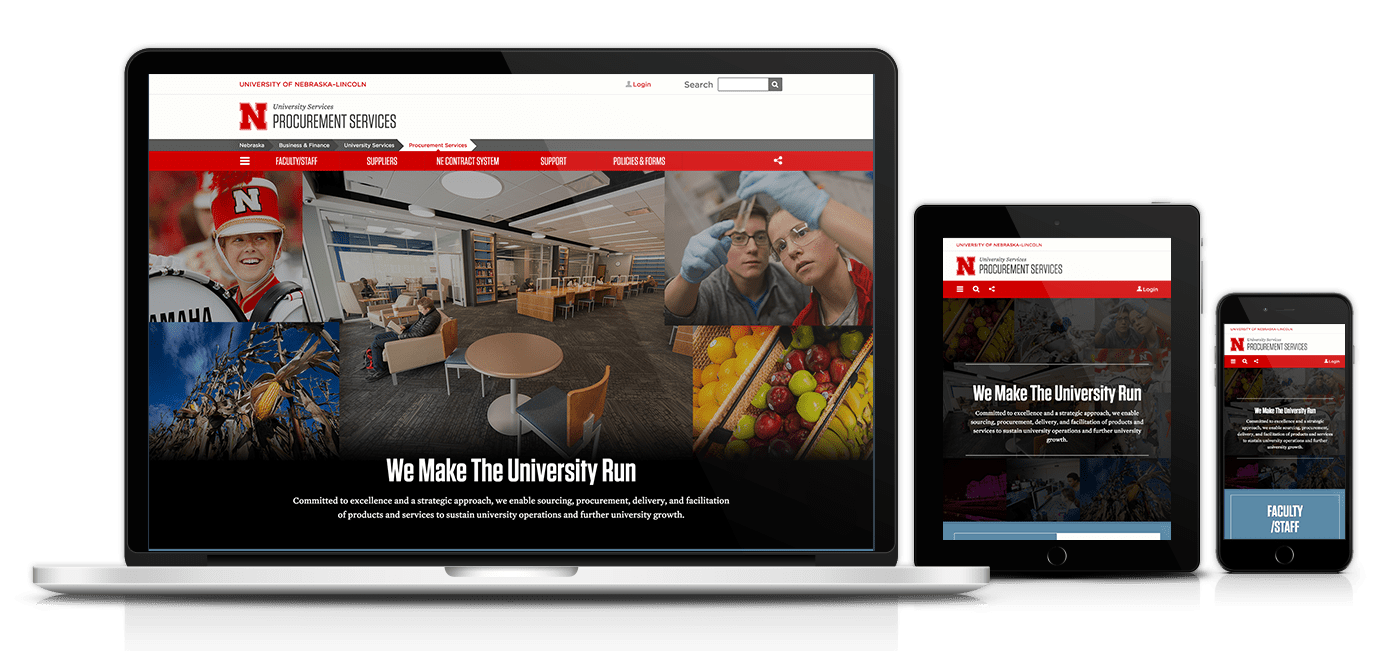 UNIVERSITY OF NEBRASKA–LINCOLN
Login
Search
N
University Services
PROCUREMENT SERVICES
Nebraska
Business & Finance
University Services
Procurement Services
FACULTY/STAFF
SUPPLIERS
NE CONTRACT SYSTEM
SUPPORT
POLICIES & FORMS
N
YAMAHA
We Make The University Run
Committed to excellence and a strategic approach, we enable sourcing, procurement, delivery, and facilitation
of products and services to sustain university operations and further university growth.
UNIVERSITY OF NEBRASKA–LINCOLN
N
University Services
PROCUREMENT SERVICES
Login
We Make The University Run
Committed to excellence and a strategic approach, we enable
sourcing, procurement, delivery, and facilitation of products and
services to sustain university operations and further university
growth.
UNIVERSITY OF NEBRASKA–LINCOLN
N
University Services
PROCUREMENT SERVICES
Login
We Make The University Run
Committed to excellence and a strategic
approach, we enable sourcing, procurement,
delivery, and facilitation of products and services
to sustain university operations and further
university growth.
FACULTY
/STAFF